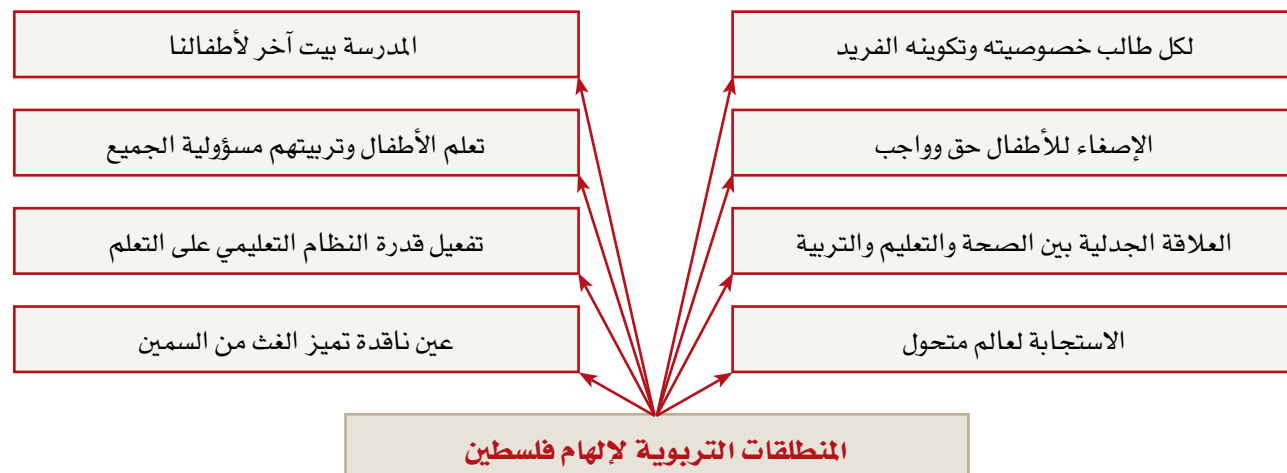 لكل طالب خصوصيته وتكوينه الفريد
المدرسة بيت آخر لأطفالنا
الإصغاء للأطفال حق وواجب
تعلم الأطفال وتربيتهم مسؤولية الجميع
العلاقة الجدلية بين الصحة والتعليم والتربية
تفعيل قدرة النظام التعليمي على التعلم
الاستجابة لعالم متحول
عين ناقدة تميز الغث من السمين
المنطلقات التربوية لإلهام فلسطين